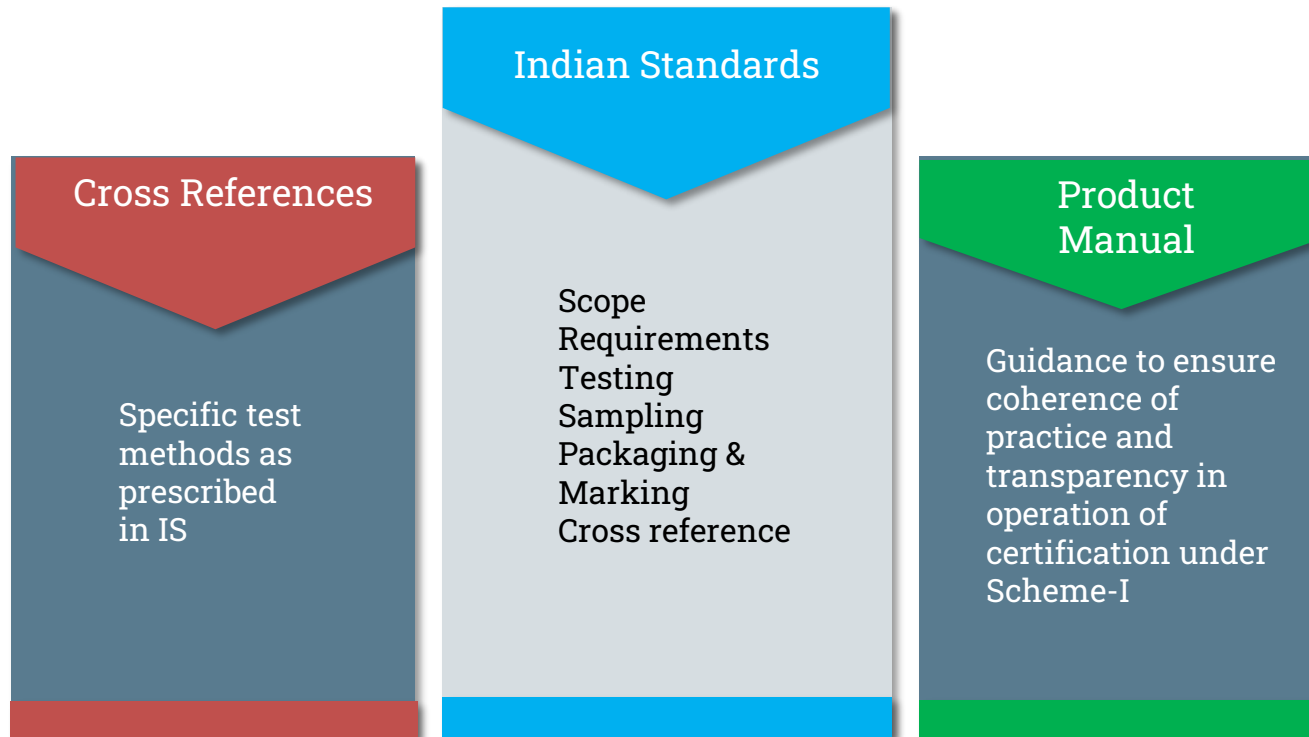 Cross References
Specific test
methods as
prescribed
in IS
Indian Standards
Scope
Requirements
Testing
Sampling
Packaging &
Marking
Cross reference
Product
Manual
Guidance to ensure
coherence of
practice and
transparency in
operation of
certification under
Scheme-I